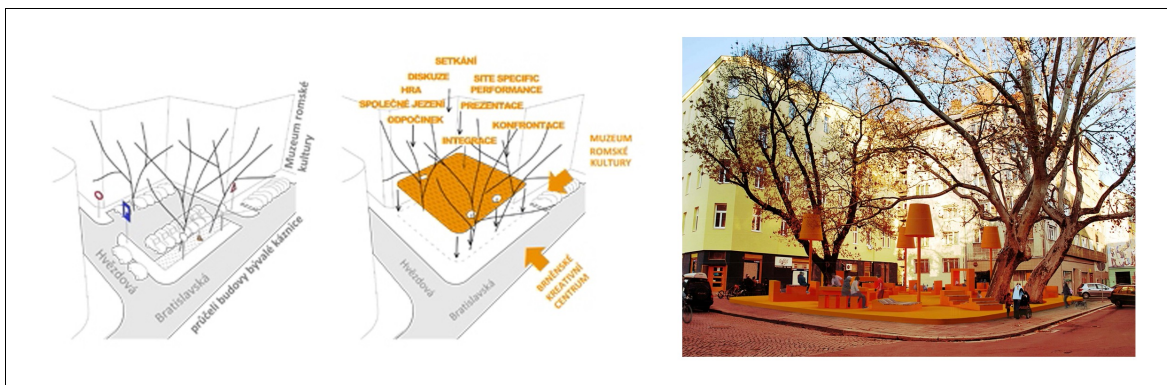 Muzeum romské
kultury
Hvězdová
Bratislavská
průčelí budovy bývalé káznice
SETKÁNÍ
DISKUZE
SITE SPECIFIC
PERFORMANCE
HRA
SPOLEČNÉ JEZENÍ
PREZENTACE
ODPOČINEK
KONFRONTACE
INTEGRACE
MUZEUM
ROMSKÉ
KULTURY
Hvězdová
Bratislavská
BRNĚNSKÉ
KREATIVNÍ
CENTRUM